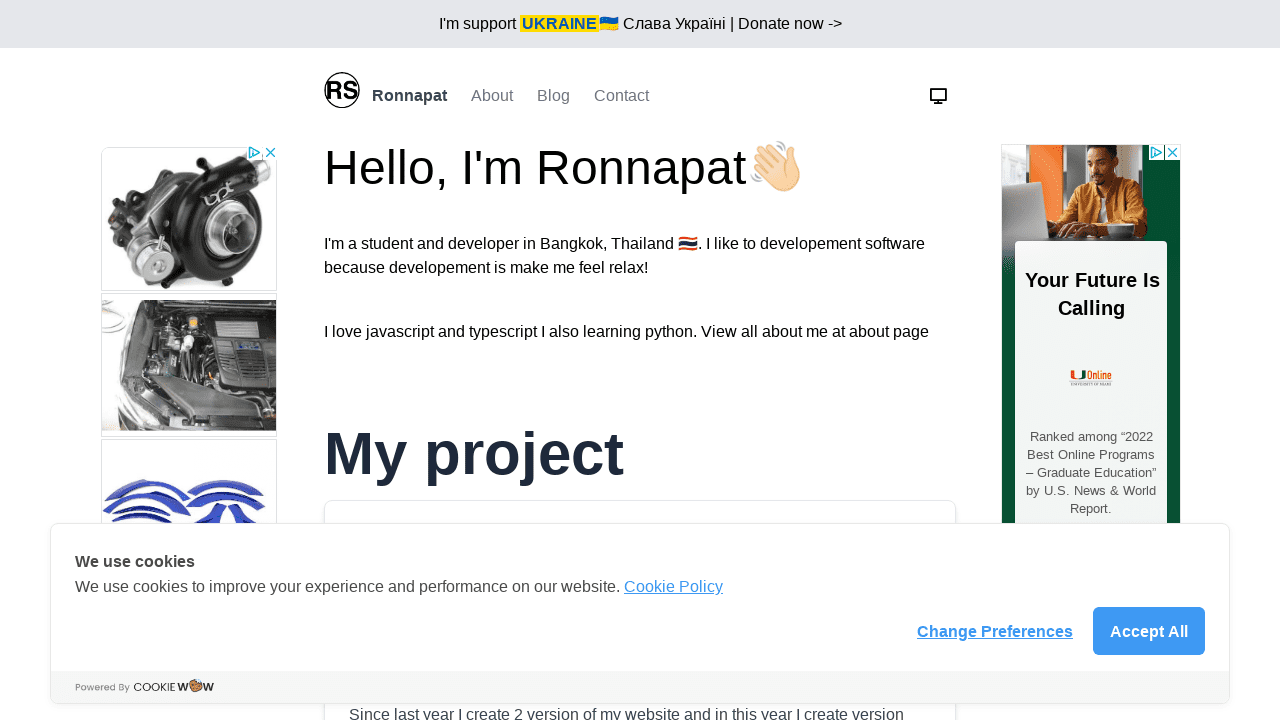 I'm support UKRAINE🇺🇦 Слава Україні | Donate now ->
RS Ronnapat About Blog Contact
Hello, I'm Ronnapat👋🏻
I'm a student and developer in Bangkok, Thailand 🇹🇭. I like to developement software
because developement is make me feel relax!
I love javascript and typescript I also learning python. View all about me at about page
My project
Your Future Is
Calling
U Online
UNIVERSITY OF MIAMI
Ranked among “2022
Best Online Programs
– Graduate Education”
by U.S. News & World
Report.
We use cookies
We use cookies to improve your experience and performance on our website. Cookie Policy
Change Preferences Accept All
Powered By COOKIE WOW
Since last year I create 2 version of my website and in this year I create version